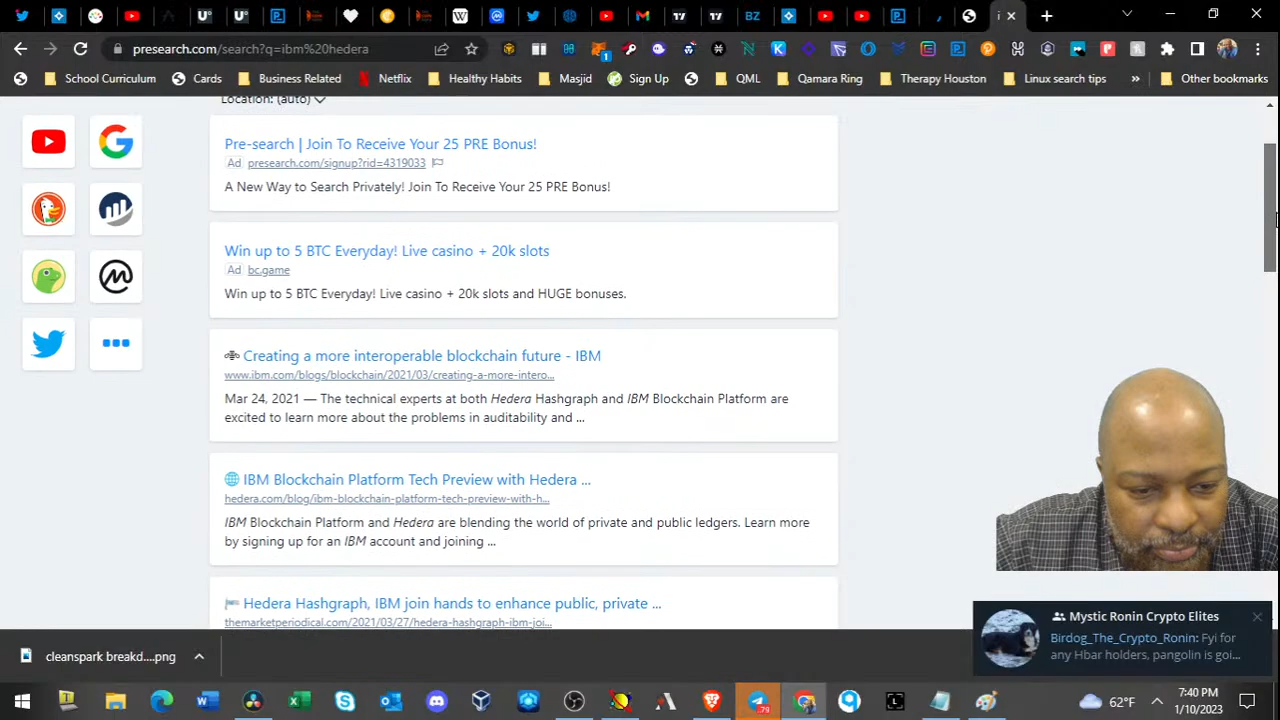 presearch.com/search?q=ibm%20hedera
School Curriculum
Cards
Business Related
Netflix
Healthy Habits
Masjid
Sign Up
QML
Qamara Ring
Therapy Houston
Linux search tips
»
Other bookmarks
Location: (auto)
Pre-search | Join To Receive Your 25 PRE Bonus!
Ad presearch.com/signup?rid=4319033
A New Way to Search Privately! Join To Receive Your 25 PRE Bonus!
Win up to 5 BTC Everyday! Live casino + 20k slots
Ad bc.game
Win up to 5 BTC Everyday! Live casino + 20k slots and HUGE bonuses.
Creating a more interoperable blockchain future - IBM
www.ibm.com/blogs/blockchain/2021/03/creating-a-more-intero...
Mar 24, 2021 — The technical experts at both Hedera Hashgraph and IBM Blockchain Platform are
excited to learn more about the problems in auditability and ...
IBM Blockchain Platform Tech Preview with Hedera ...
hedera.com/blog/ibm-blockchain-platform-tech-preview-with-h...
IBM Blockchain Platform and Hedera are blending the world of private and public ledgers. Learn more
by signing up for an IBM account and joining ...
Hedera Hashgraph, IBM join hands to enhance public, private ...
themarketperiodical.com/2021/03/27/hedera-hashgraph-ibm-joi...
Mystic Ronin Crypto Elites
Birdog_The_Crypto_Ronin: Fyi for
any Hbar holders, pangolin is goi...
cleanspark breakd....png
62°F
7:40 PM
1/10/2023